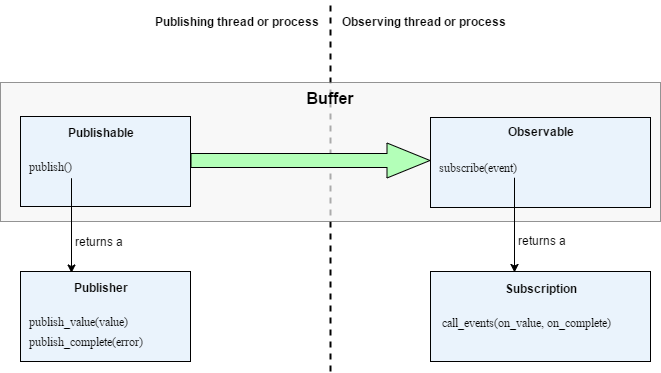 Publishing thread or process
Observing thread or process
Buffer
Publishable
publish()
Observable
subscribe(event)
returns a
returns a
Publisher
publish_value(value)
publish_complete(error)
Subscription
call_events(on_value, on_complete)